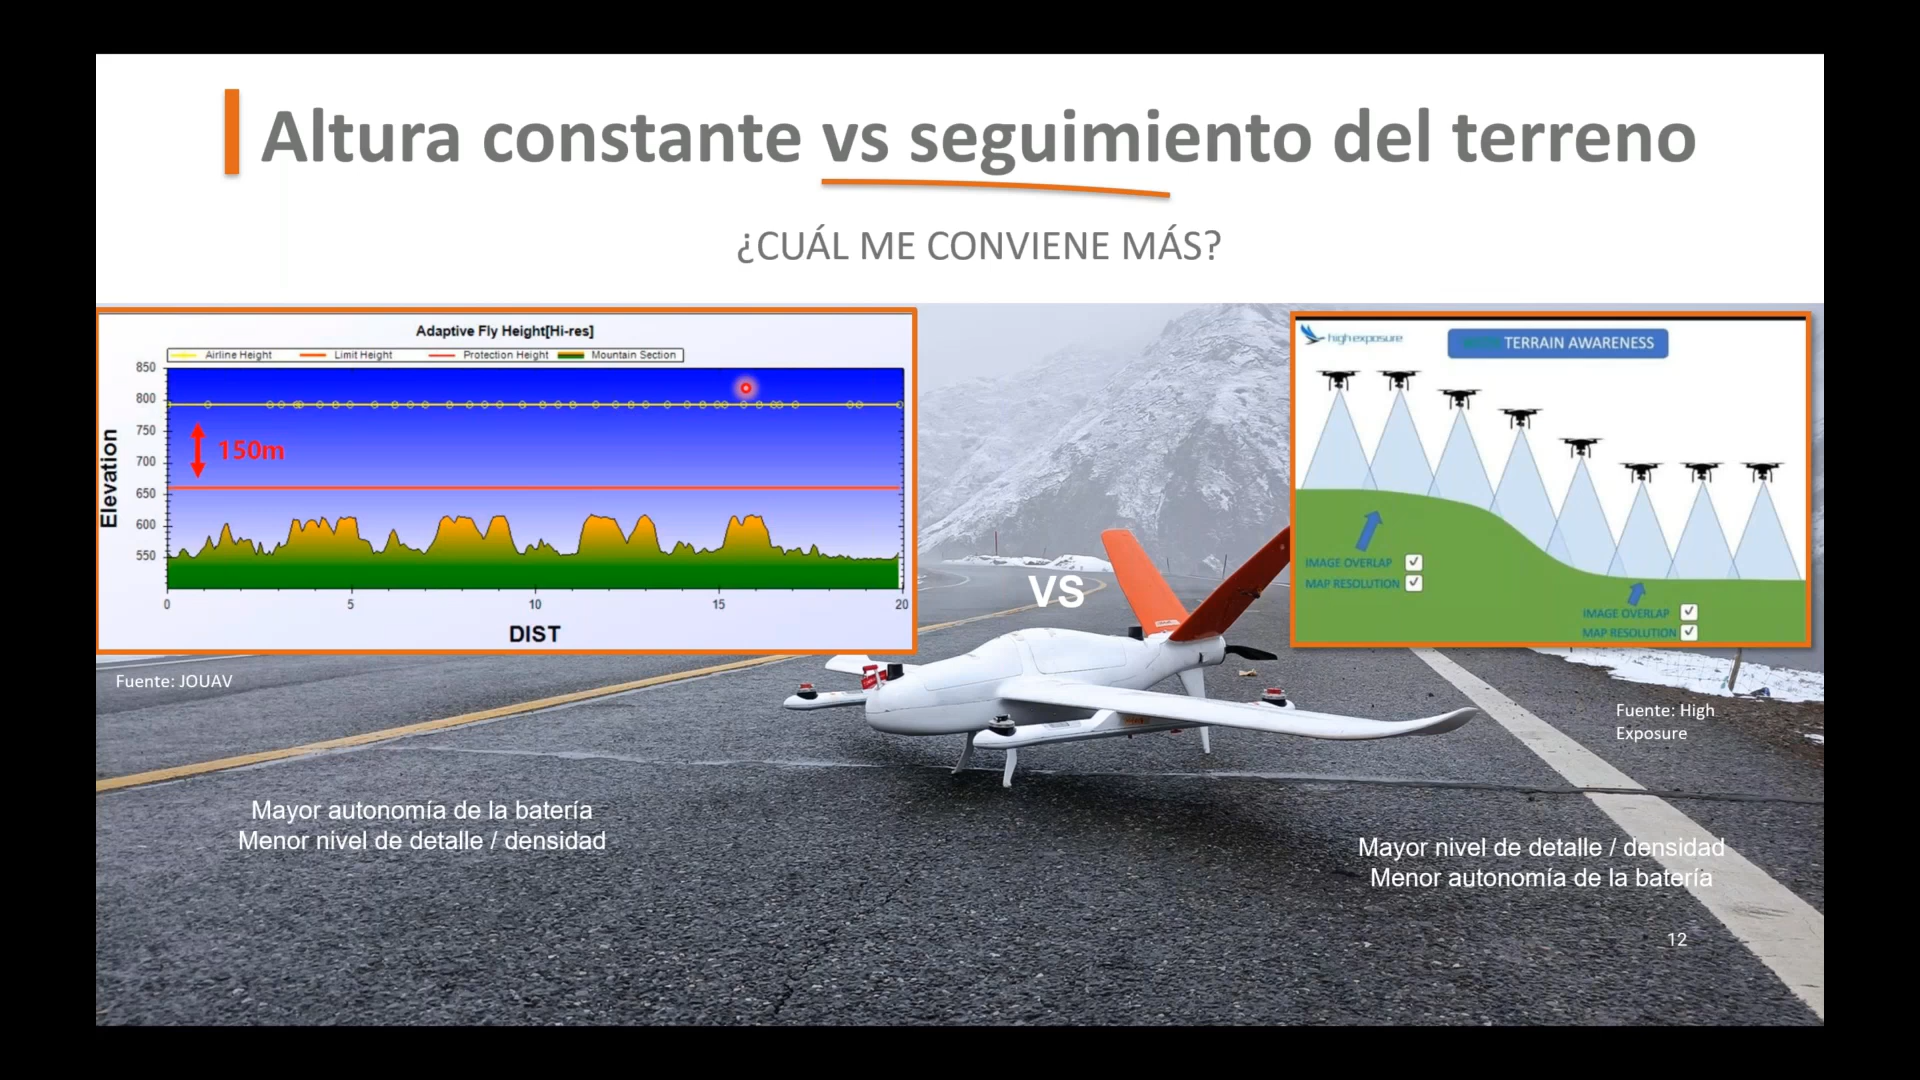 Altura constante vs seguimiento del terreno
¿CUÁL ME CONVIENE MÁS?
Adaptive Fly Height[Hi-res]
Airline Height
Limit Height
Protection Height
Mountain Section
Elevation
850
800
750
700
650
600
550
150m
0
5
10
15
20
DIST
Fuente: JOUAV
Mayor autonomía de la batería
Menor nivel de detalle / densidad
VS
high exposure
TERRAIN AWARENESS
IMAGE OVERLAP
MAP RESOLUTION
IMAGE OVERLAP
MAP RESOLUTION
Fuente: High
Exposure
Mayor nivel de detalle / densidad
Menor autonomía de la batería
12